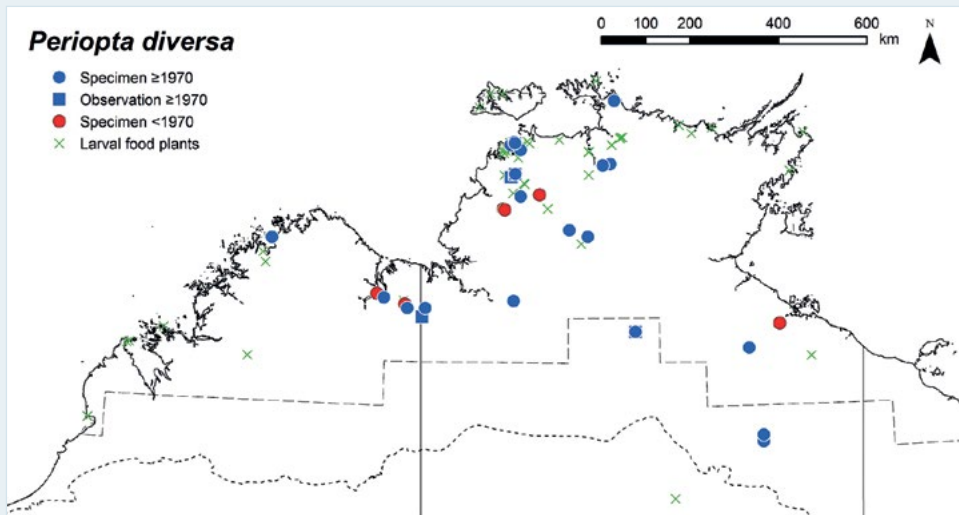 Periopta diversa
Specimen ≥1970
Observation ≥1970
Specimen <1970
Larval food plants
0 100 200 400 600
km
N